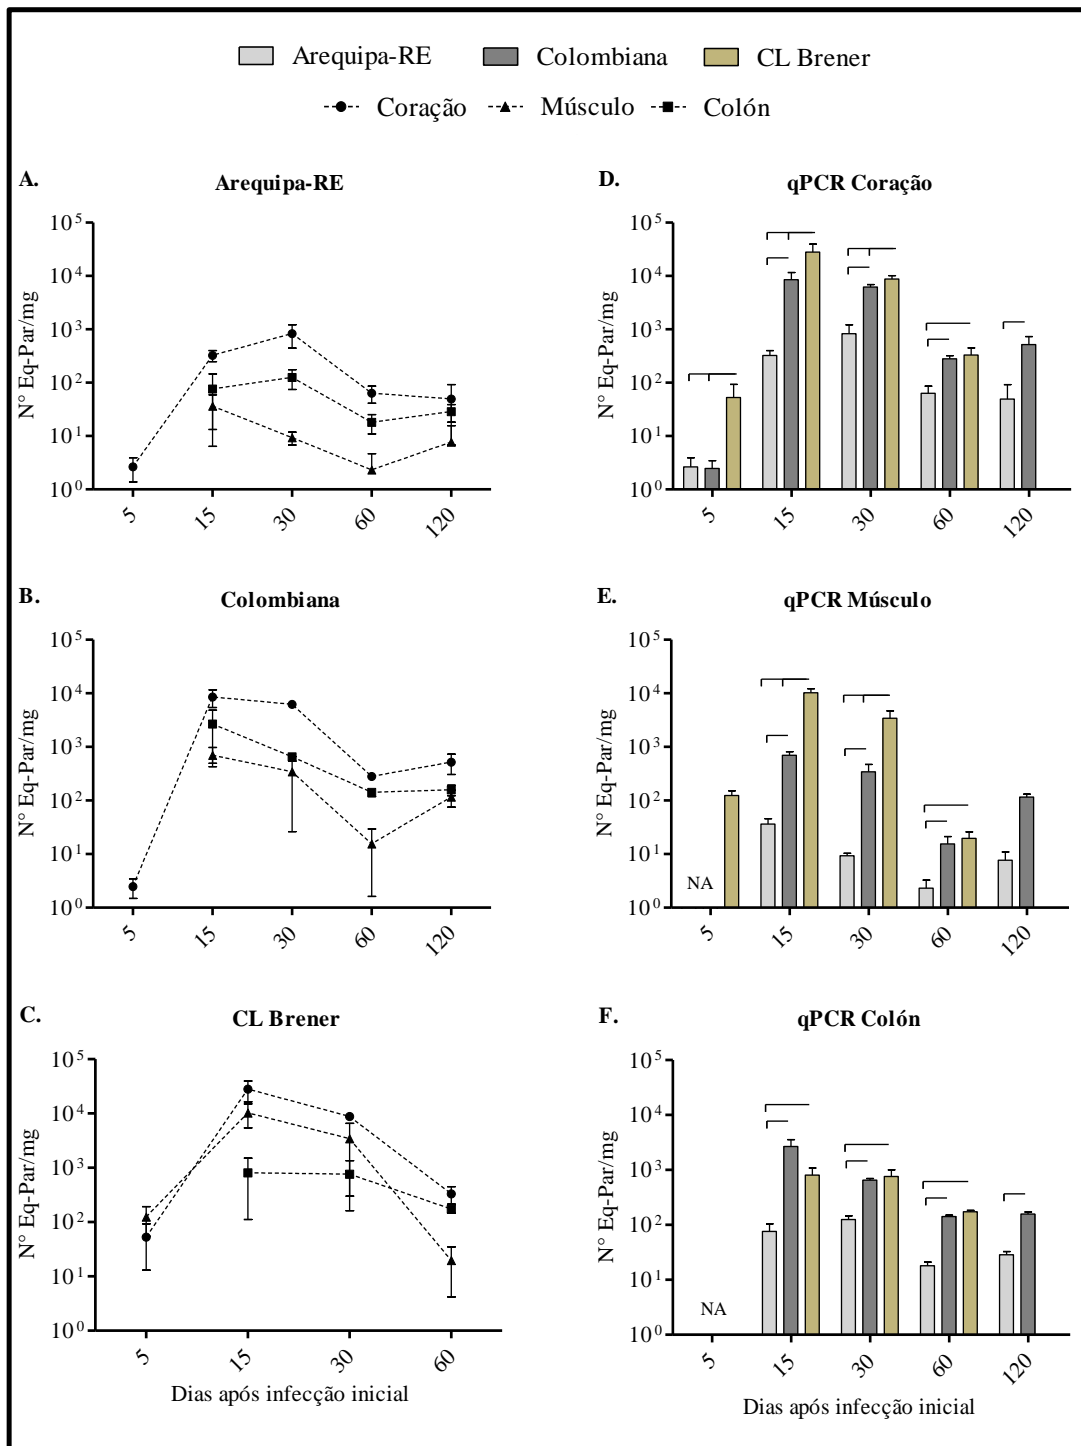 Arequipa-RE Colombiana CL Brener
Coração Músculo Colón
A. Arequipa-RE
N° Eq-Par/mg
10⁵
10⁴
10³
10²
10¹
10⁰
5 15 30 60 120
D. qPCR Coração
N° Eq-Par/mg
10⁵
10⁴
10³
10²
10¹
10⁰
5 15 30 60 120
B. Colombiana
N° Eq-Par/mg
10⁵
10⁴
10³
10²
10¹
10⁰
5 15 30 60 120
E. qPCR Músculo
N° Eq-Par/mg
10⁵
10⁴
10³
10²
10¹
10⁰
NA
5 15 30 60 120
C. CL Brener
N° Eq-Par/mg
10⁵
10⁴
10³
10²
10¹
10⁰
5 15 30 60
Dias após infecção inicial
F. qPCR Colón
N° Eq-Par/mg
10⁵
10⁴
10³
10²
10¹
10⁰
NA
5 15 30 60 120
Dias após infecção inicial